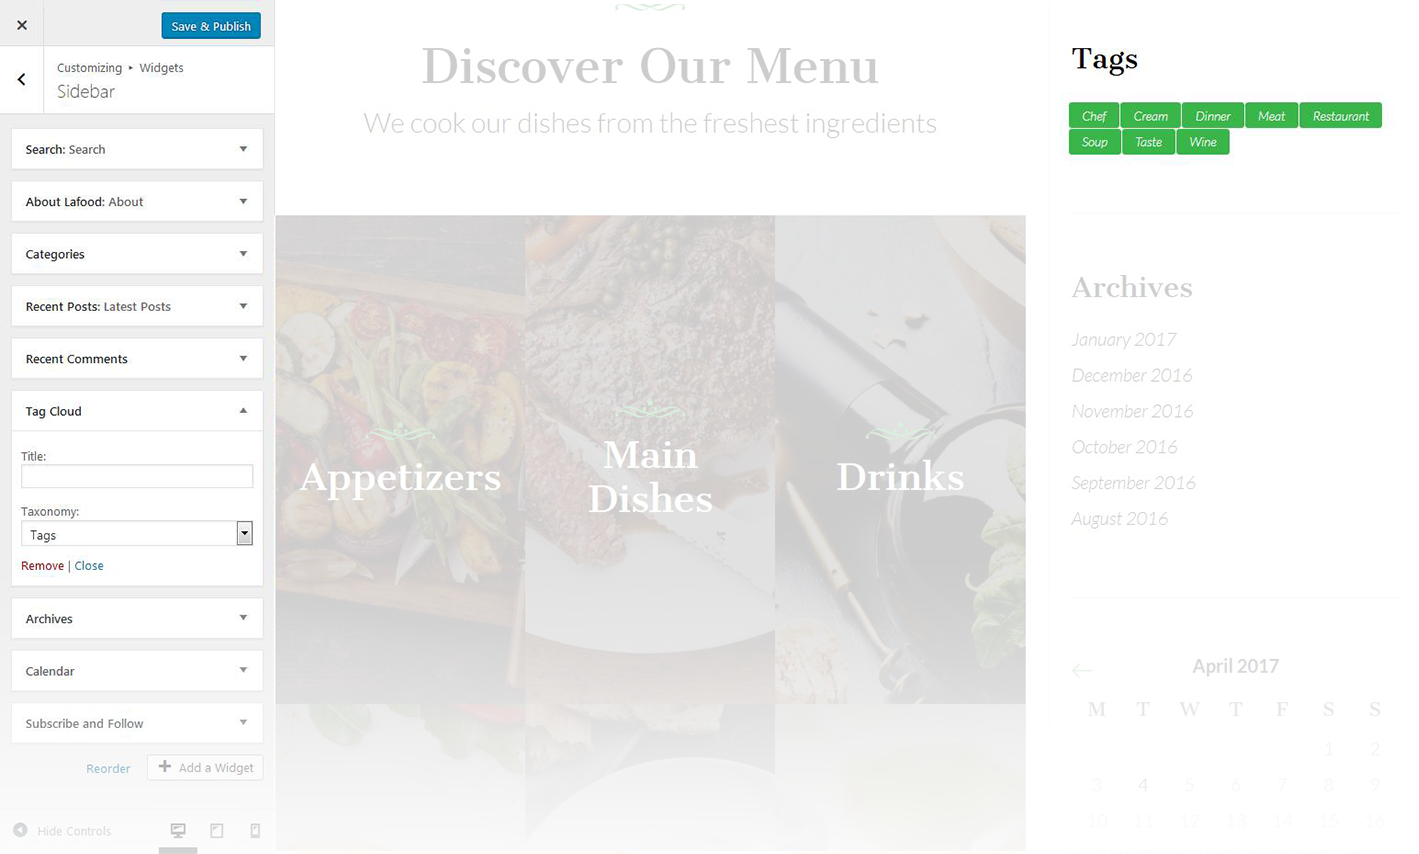 Save & Publish
Customizing ▸ Widgets
Sidebar
Search: Search
About Lafood: About
Categories
Recent Posts: Latest Posts
Recent Comments
Tag Cloud
Title:
Taxonomy:
Tags
Remove | Close
Archives
Calendar
Subscribe and Follow
Reorder
Add a Widget
Hide Controls
Discover Our Menu
We cook our dishes from the freshest ingredients
Appetizers
Main
Dishes
Drinks
Tags
Chef Cream Dinner Meat Restaurant
Soup Taste Wine
Archives
January 2017
December 2016
November 2016
October 2016
September 2016
August 2016
April 2017
M T W T F S S
1 2
3 4 5 6 7 8 9
10 11 12 13 14 15 16